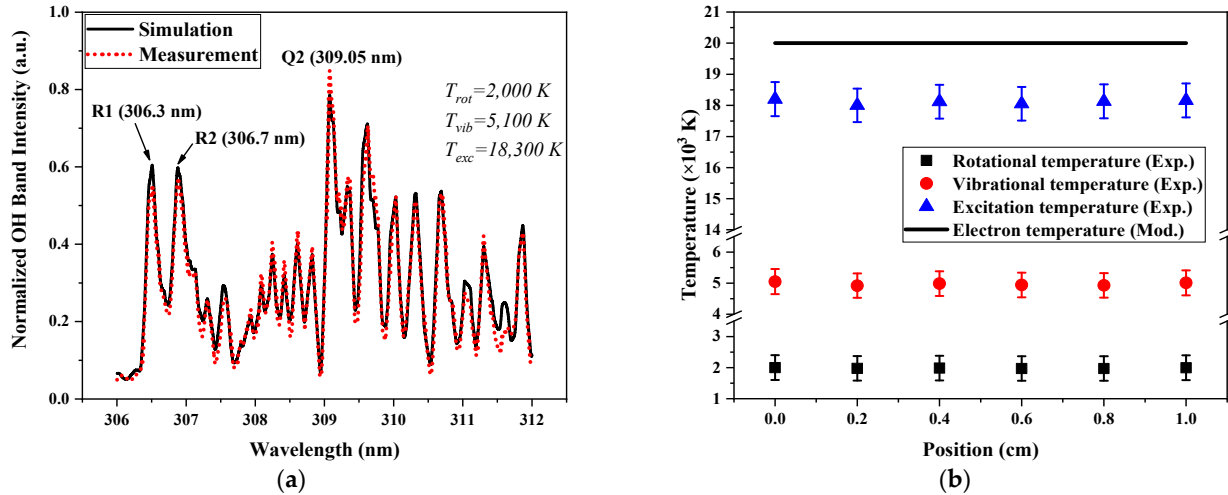 Normalized OH Band Intensity (a.u.)
1.0
0.8
0.6
0.4
0.2
0.0
Simulation
Measurement
Q2 (309.05 nm)
R1 (306.3 nm)
R2 (306.7 nm)
Trot=2,000 K
Tvib=5,100 K
Texc=18,300 K
306 307 308 309 310 311 312
Wavelength (nm)
(a)
Temperature (×10³ K)
21
20
19
18
17
16
15
14
6
5
4
3
2
1
Rotational temperature (Exp.)
Vibrational temperature (Exp.)
Excitation temperature (Exp.)
Electron temperature (Mod.)
0.0 0.2 0.4 0.6 0.8 1.0
Position (cm)
(b)